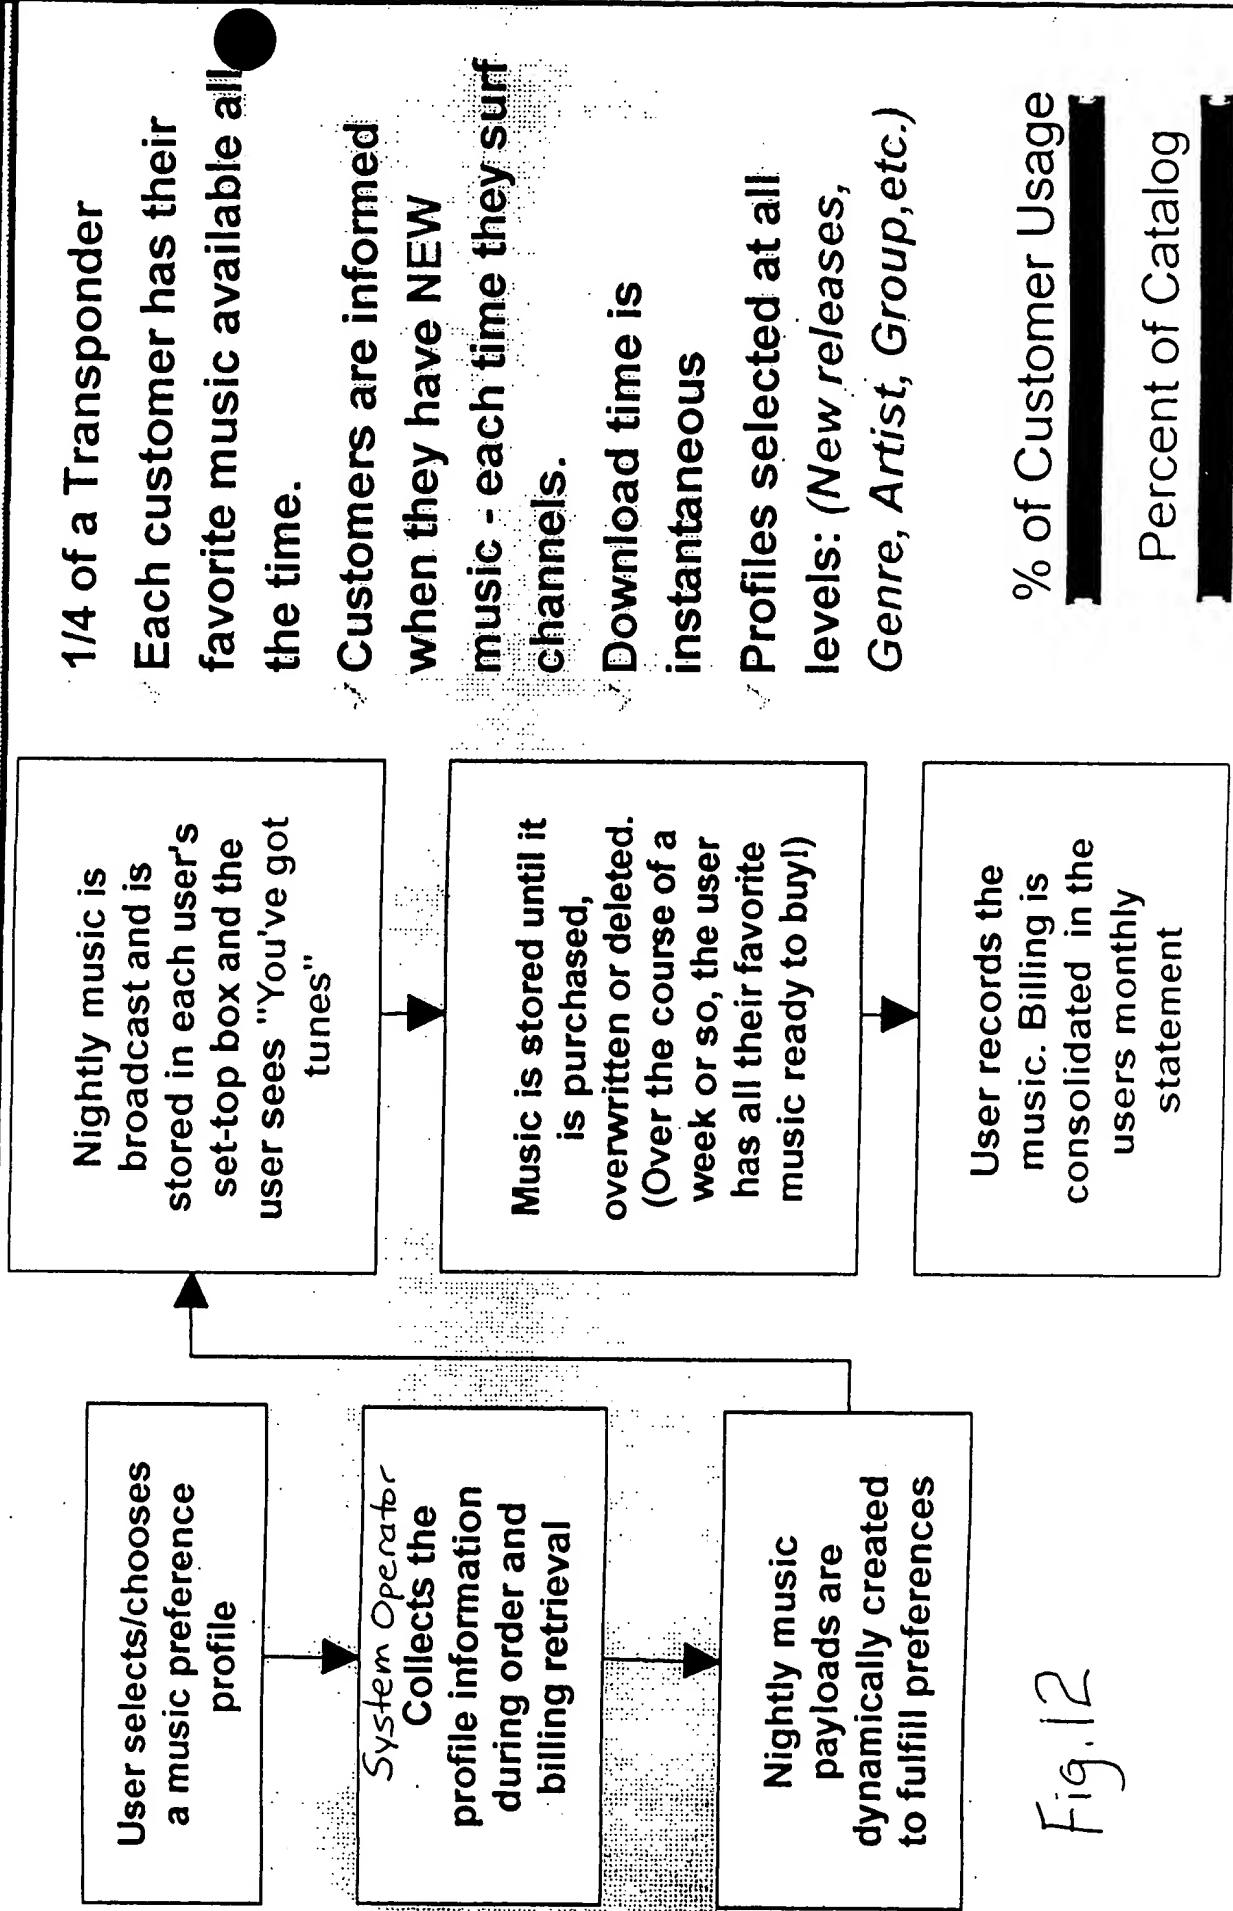 User selects/chooses
a music preference
profile
System Operator
Collects the
profile information
during order and
billing retrieval
Nightly music
payloads are
dynamically created
to fulfill preferences
Nightly music is
broadcast and is
stored in each user's
set-top box and the
user sees "You've got
tunes"
Music is stored until it
is purchased,
overwritten or deleted.
(Over the course of a
week or so, the user
has all their favorite
music ready to buy!)
User records the
music. Billing is
consolidated in the
users monthly
statement
1/4 of a Transponder
Each customer has their
favorite music available all
the time.
Customers are informed
when they have NEW
music - each time they surf
channels.
Download time is
instantaneous
Profiles selected at all
levels: (New releases,
Genre, Artist, Group,etc.)
% of Customer Usage
Percent of Catalog
Fig.12